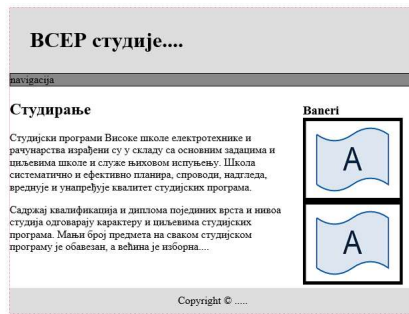 ВСЕР студије....
navigacija
Студирање
Студијски програми Високе школе електротехнике и
рачунарства израђени су у складу са основним задацима и
циљевима школе и служе њиховом испуњењу. Школа
систематично и ефективно планира, спроводи, надгледа,
вреднује и унапређује квалитет студијских програма.
Садржај квалификација и диплома појединих врста и нивоа
студија одговарају карактеру и циљевима студијских
програма. Мањи број предмета на сваком студијском
програму је обавезан, а већина је изборна....
Baneri
A
A
Copyright © .....